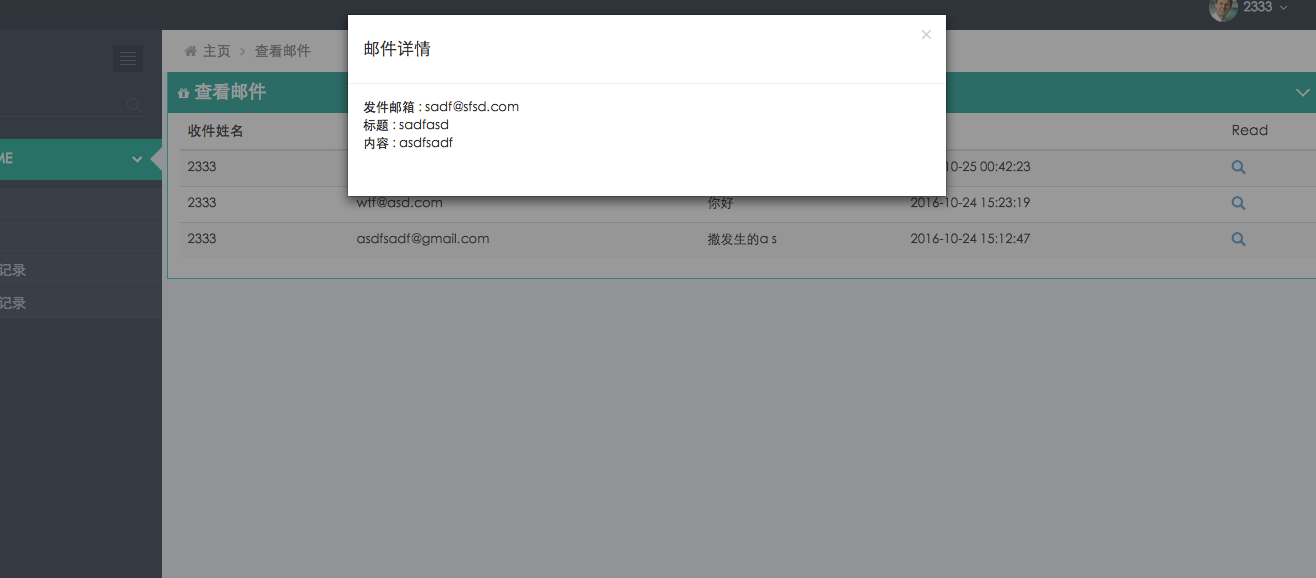 2333
主页 > 查看邮件
邮件详情
×
查看邮件
发件邮箱 : sadf@sfsd.com
标题 : sadfasd
内容 : asdfsadf
收件姓名 Read
2333 10-25 00:42:23
2333 wtf@asd.com 你好 2016-10-24 15:23:19
2333 asdfsadf@gmail.com 撒发生的a s 2016-10-24 15:12:47
ME
记录
记录